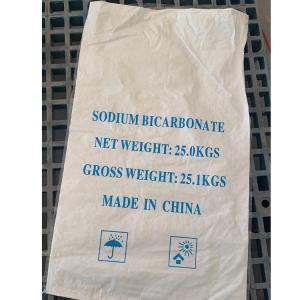 SODIUM BICARBONATE
NET WEIGHT: 25.0KGS
GROSS WEIGHT: 25.1KGS
MADE IN CHINA